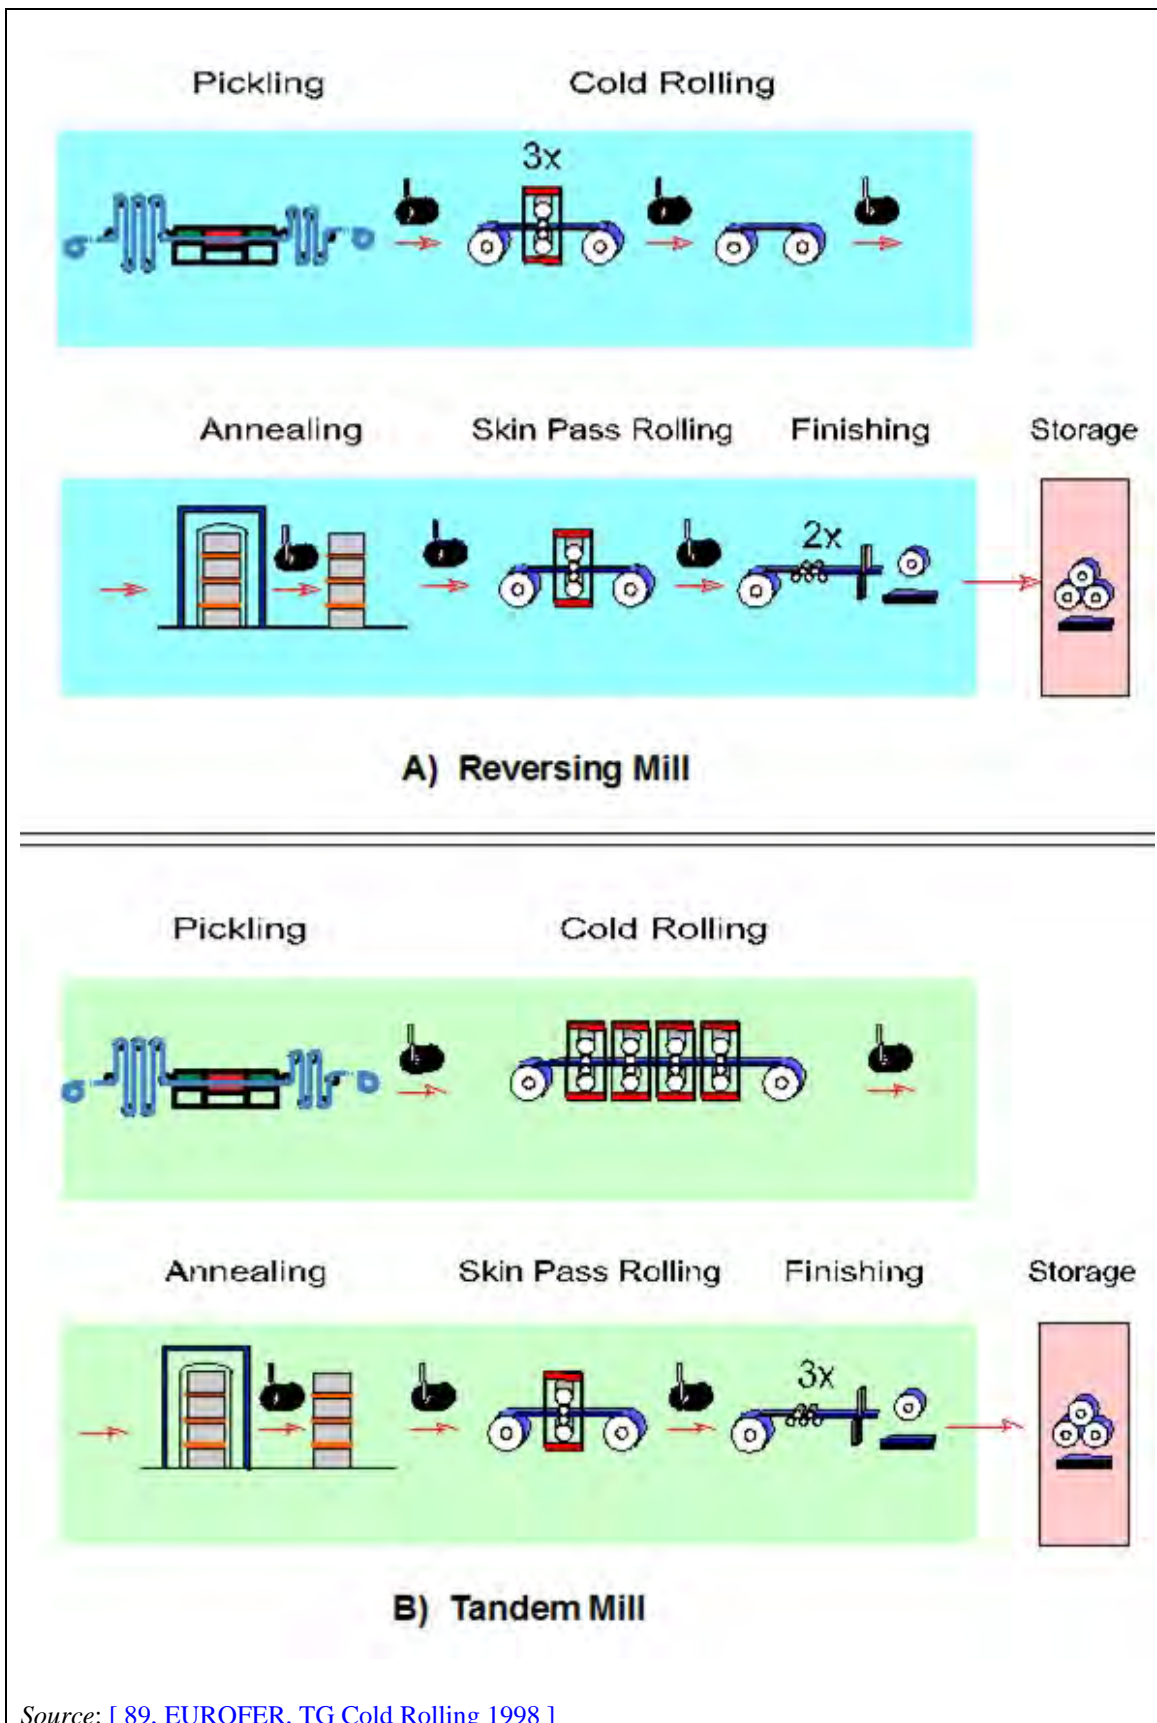 Pickling Cold Rolling
3x
Annealing Skin Pass Rolling Finishing Storage
2x
A) Reversing Mill
Pickling Cold Rolling
Annealing Skin Pass Rolling Finishing Storage
3x
B) Tandem Mill
Source: [ 89, EUROFER, TG Cold Rolling 1998 ]